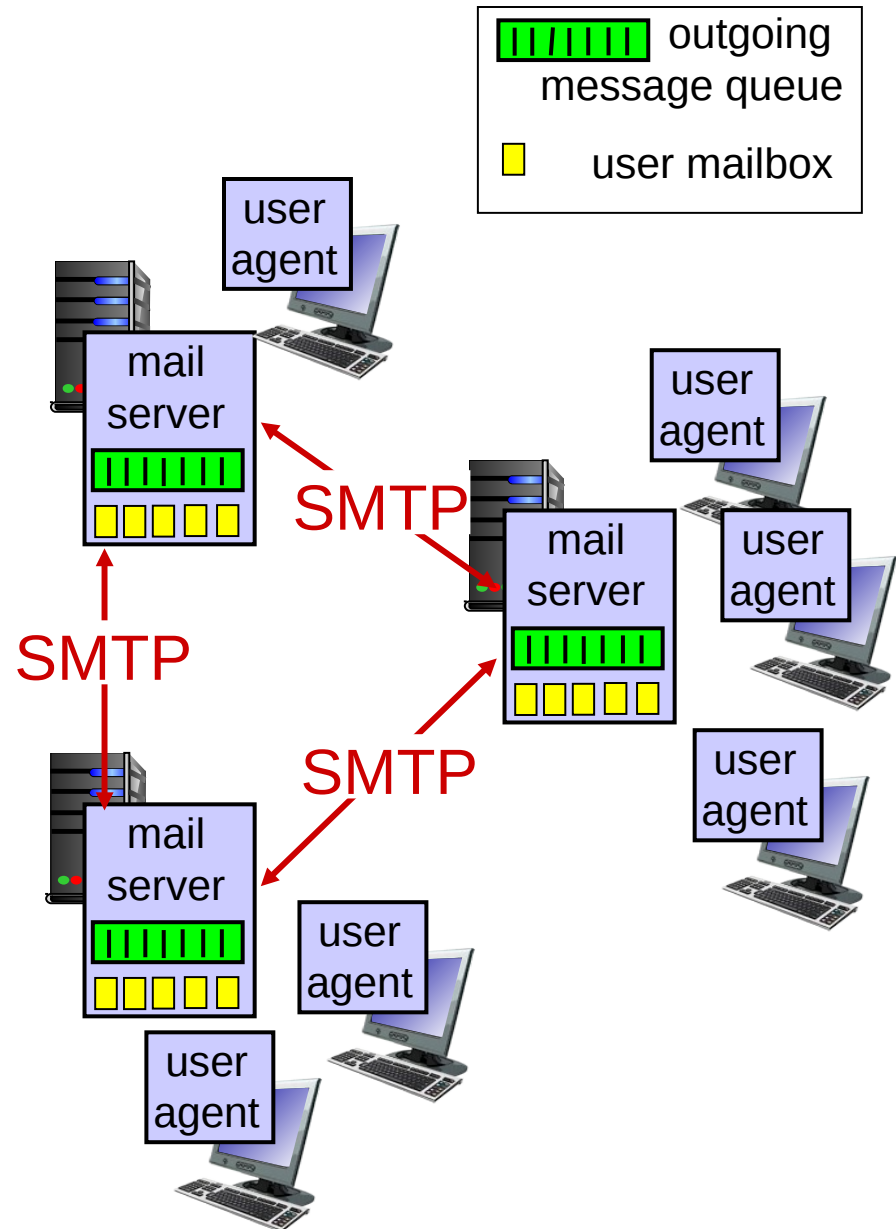 outgoing
message queue
user mailbox
user
agent
mail
server
user
agent
SMTP
mail
server
user
agent
SMTP
user
agent
SMTP
mail
server
user
agent
user
agent